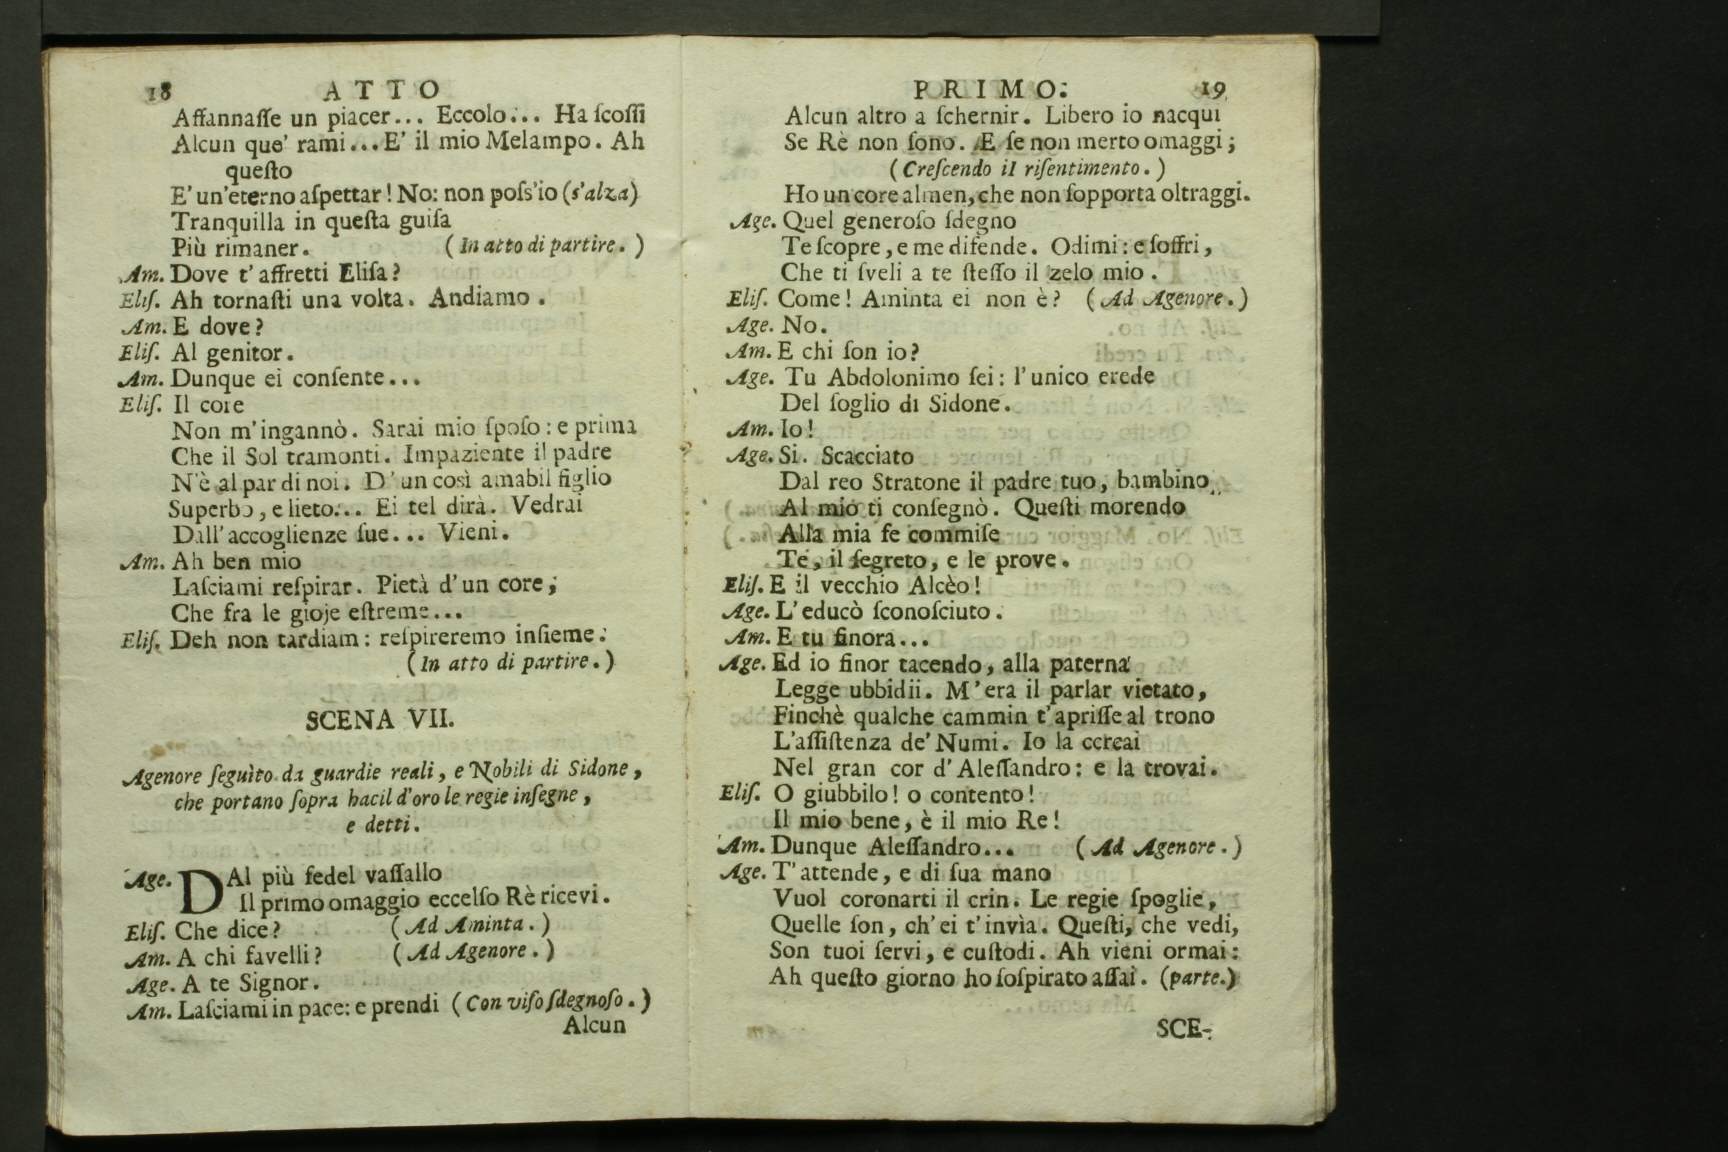 18 ATTO
Affannaſſe un piacer... Eccolo... Ha ſcoſſi
Alcun que' rami...E' il mio Melampo. Ah
queſto
E' un' eterno aſpettar! No: non poſs'io (s'alza)
Tranquilla in queſta guiſa
Più rimaner. (In atto di partire.)
Am. Dove t' affretti Eliſa?
Eliſ. Ah tornaſti una volta. Andiamo.
Am. E dove?
Eliſ. Al genitor.
Am. Dunque ei conſente...
Eliſ. Il core
Non m' ingannò. Sarai mio ſpoſo: e prima
Che il Sol tramonti. Impaziente il padre
N'è al par di noi. D' un così amabil figlio
Superbo, e lieto... Ei tel dirà. Vedrai
Dall' accoglienze ſue... Vieni.
Am. Ah ben mio
Laſciami reſpirar. Pietà d' un core;
Che fra le gioje eſtreme...
Eliſ. Deh non tardiam: reſpireremo inſieme.
(In atto di partire.)
SCENA VII.
Agenore ſeguìto da guardie reali, e Nobili di Sidone,
che portano ſopra bacil d'oro le regie inſegne,
e detti.
Age. DAl più fedel vaſſallo
Il primo omaggio eccelſo Rè ricevi.
Eliſ. Che dice? (Ad Aminta.)
Am. A chi favelli? (Ad Agenore.)
Age. A te Signor.
Am. Laſciami in pace: e prendi (Con viſo ſdegnoſo.)
Alcun
PRIMO. 19
Alcun altro a ſchernir. Libero io nacqui
Se Rè non ſono. E ſe non merto omaggi;
(Creſcendo il riſentimento.)
Ho un core almen, che non ſopporta oltraggi.
Age. Quel generoſo ſdegno
Te ſcopre, e me difende. Odimi: e ſoffri,
Che ti ſveli a te ſteſſo il zelo mio.
Eliſ. Come! Aminta ei non è? (Ad Agenore.)
Age. No.
Am. E chi ſon io?
Age. Tu Abdolonimo ſei: l' unico erede
Del ſoglio di Sidone.
Am. Io!
Age. Si. Scacciato
Dal reo Stratone il padre tuo, bambino
Al mio ti conſegnò. Queſti morendo
Alla mia fe commiſe
Te, il ſegreto, e le prove.
Eliſ. E il vecchio Alcèo!
Age. L' educò ſconoſciuto.
Am. E tu finora...
Age. Ed io finor tacendo, alla paterna
Legge ubbidii. M' era il parlar vietato,
Finchè qualche cammin t' apriſſe al trono
L'aſſiſtenza de' Numi. Io la cercai
Nel gran cor d' Aleſſandro: e la trovai.
Eliſ. O giubbilo! o contento!
Il mio bene, è il mio Re!
Am. Dunque Aleſſandro... (Ad Agenore.)
Age. T' attende, e di ſua mano
Vuol coronarti il crin. Le regie ſpoglie,
Quelle ſon, ch' ei t' invìa. Queſti, che vedi,
Son tuoi ſervi, e cuſtodi. Ah vieni ormai:
Ah queſto giorno ho ſoſpirato aſſai. (parte.)
SCE-